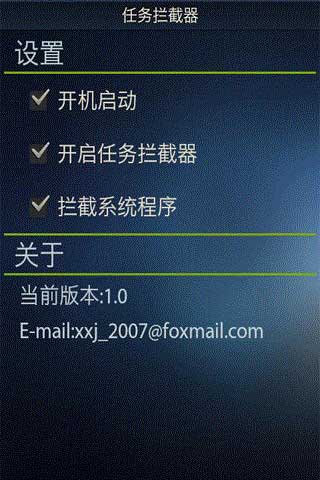 任务拦截器
设置
开机启动
开启任务拦截器
拦截系统程序
关于
当前版本:1.0
E-mail:xxj_2007@foxmail.com